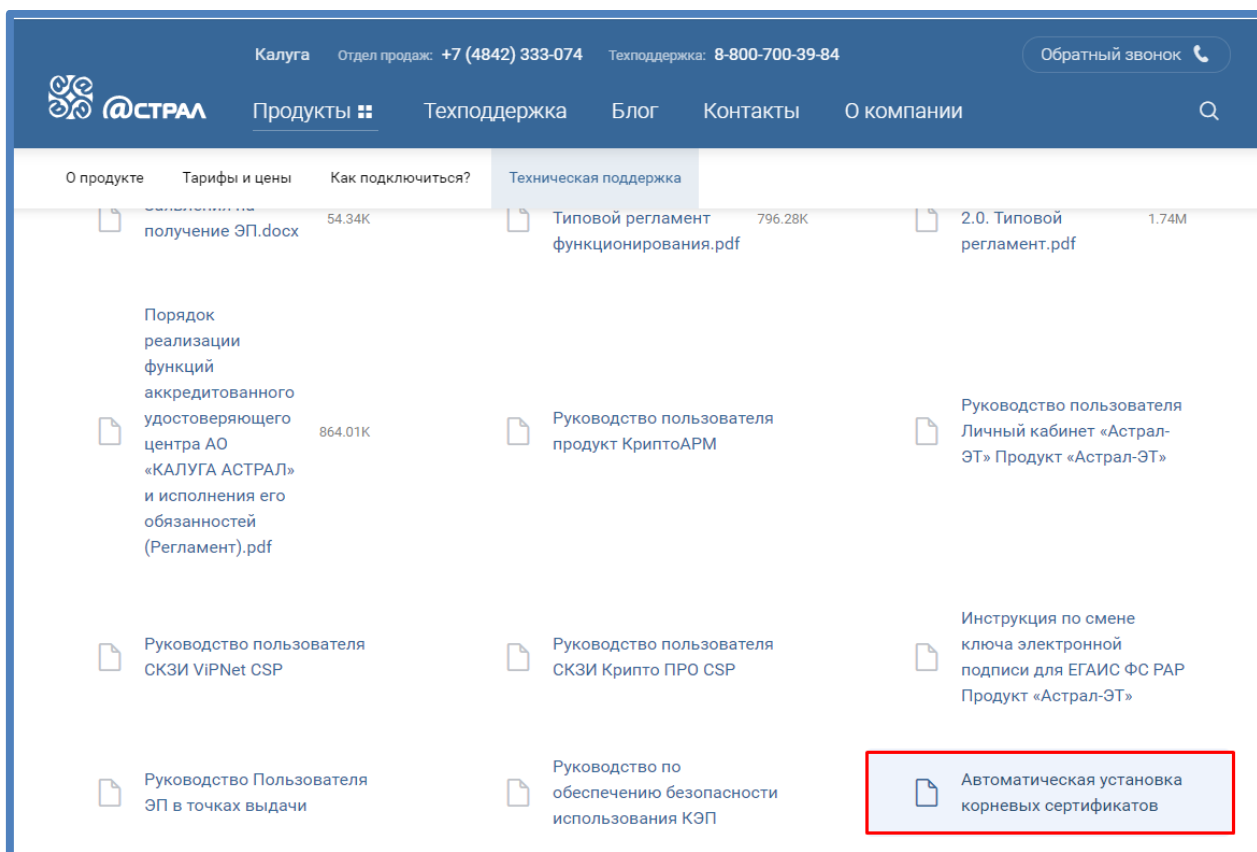 Калуга Отдел продаж: +7 (4842) 333-074 Техподдержка: 8-800-700-39-84 Обратный звонок
@СТРАЛ Продукты Техподдержка Блог Контакты О компании
О продукте Тарифы и цены Как подключиться? Техническая поддержка
Заявления на
получение ЭП.docx
54.34K
Типовой регламент
функционирования.pdf
796.28K
2.0. Типовой
регламент.pdf
1.74M
Порядок
реализации
функций
аккредитованного
удостоверяющего
центра АО
«КАЛУГА АСТРАЛ»
и исполнения его
обязанностей
(Регламент).pdf
864.01K
Руководство пользователя
продукт КриптоАРМ
Руководство пользователя
Личный кабинет «Астрал-
ЭТ» Продукт «Астрал-ЭТ»
Руководство пользователя
СКЗИ ViPNet CSP
Руководство пользователя
СКЗИ Крипто ПРО CSP
Инструкция по смене
ключа электронной
подписи для ЕГАИС ФС РАР
Продукт «Астрал-ЭТ»
Руководство Пользователя
ЭП в точках выдачи
Руководство по
обеспечению безопасности
использования КЭП
Автоматическая установка
корневых сертификатов